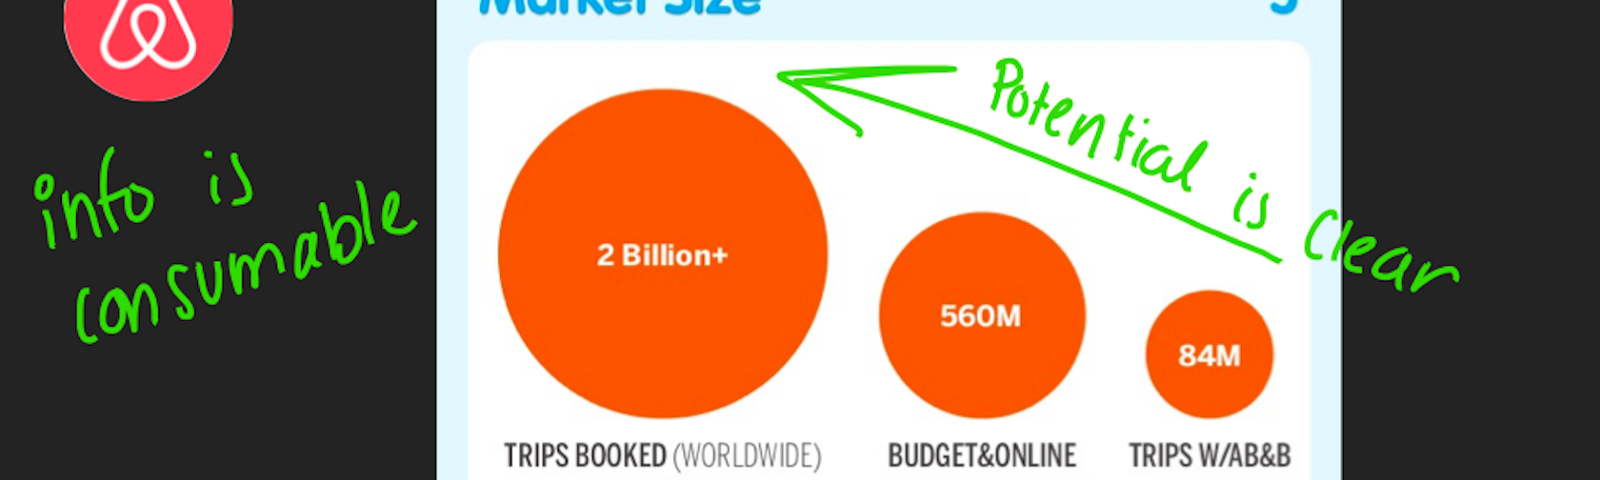 Market Size
info is
consumable
Potential is Clear
2 Billion+
560M
84M
TRIPS BOOKED (WORLDWIDE)
BUDGET&ONLINE
TRIPS W/AB&B